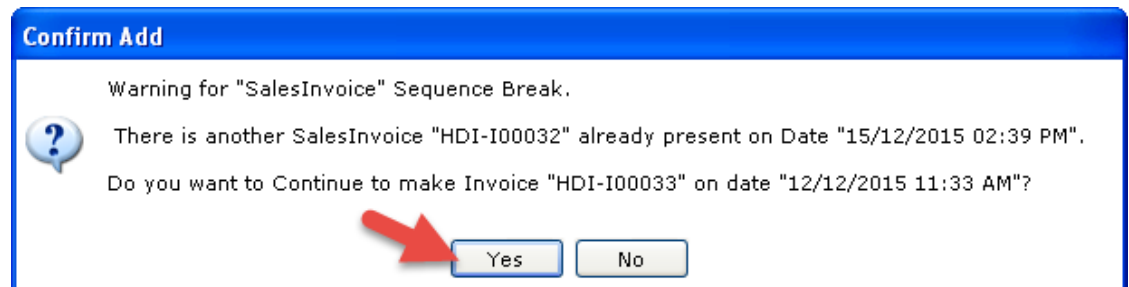 Confirm Add
Warning for "SalesInvoice" Sequence Break.
There is another SalesInvoice "HDI-I00032" already present on Date "15/12/2015 02:39 PM".
Do you want to Continue to make Invoice "HDI-I00033" on date "12/12/2015 11:33 AM"?
Yes No